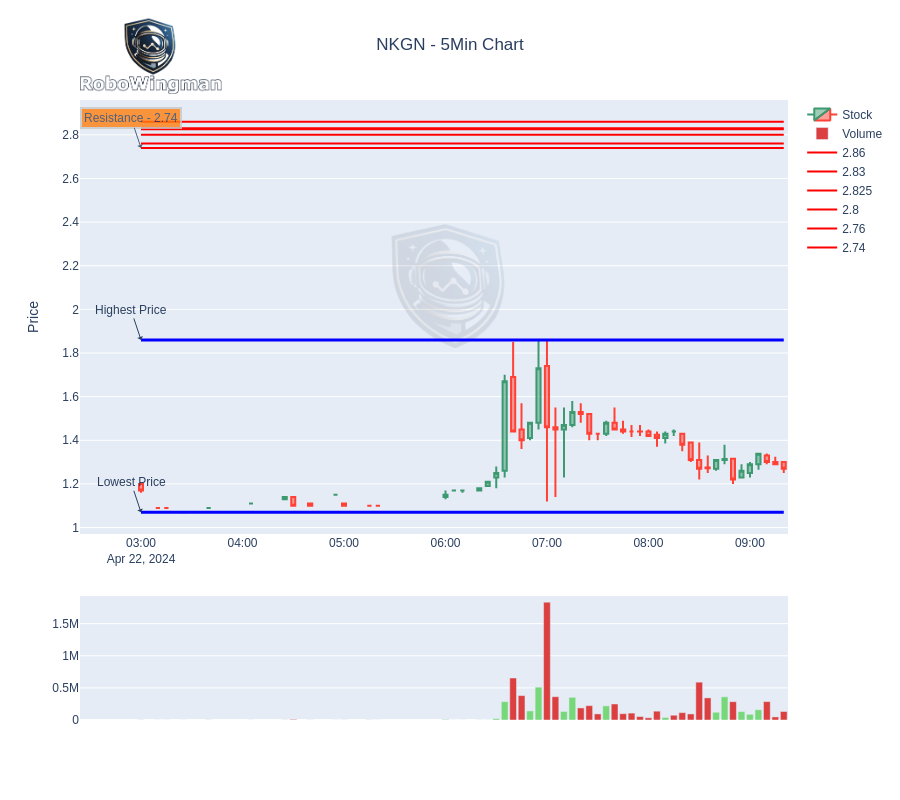 NKGN - 5Min Chart
RoboWingman
Resistance - 2.74
Highest Price
Lowest Price
Price
2.8
2.6
2.4
2.2
2
1.8
1.6
1.4
1.2
1
03:00
04:00
05:00
06:00
07:00
08:00
09:00
Apr 22, 2024
1.5M
1M
0.5M
0
Stock
Volume
2.86
2.83
2.825
2.8
2.76
2.74